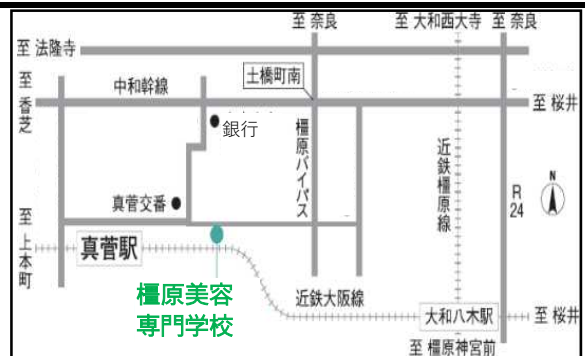 至 奈良
至 大和西大寺
至 奈良
至 法隆寺
至 香芝
中和幹線
土橋町南
至 桜井
銀行
橿原バイパス
近鉄橿原線
R 24
N
真菅交番
至 上本町
真菅駅
橿原美容
専門学校
近鉄大阪線
大和八木駅
至 桜井
至 橿原神宮前